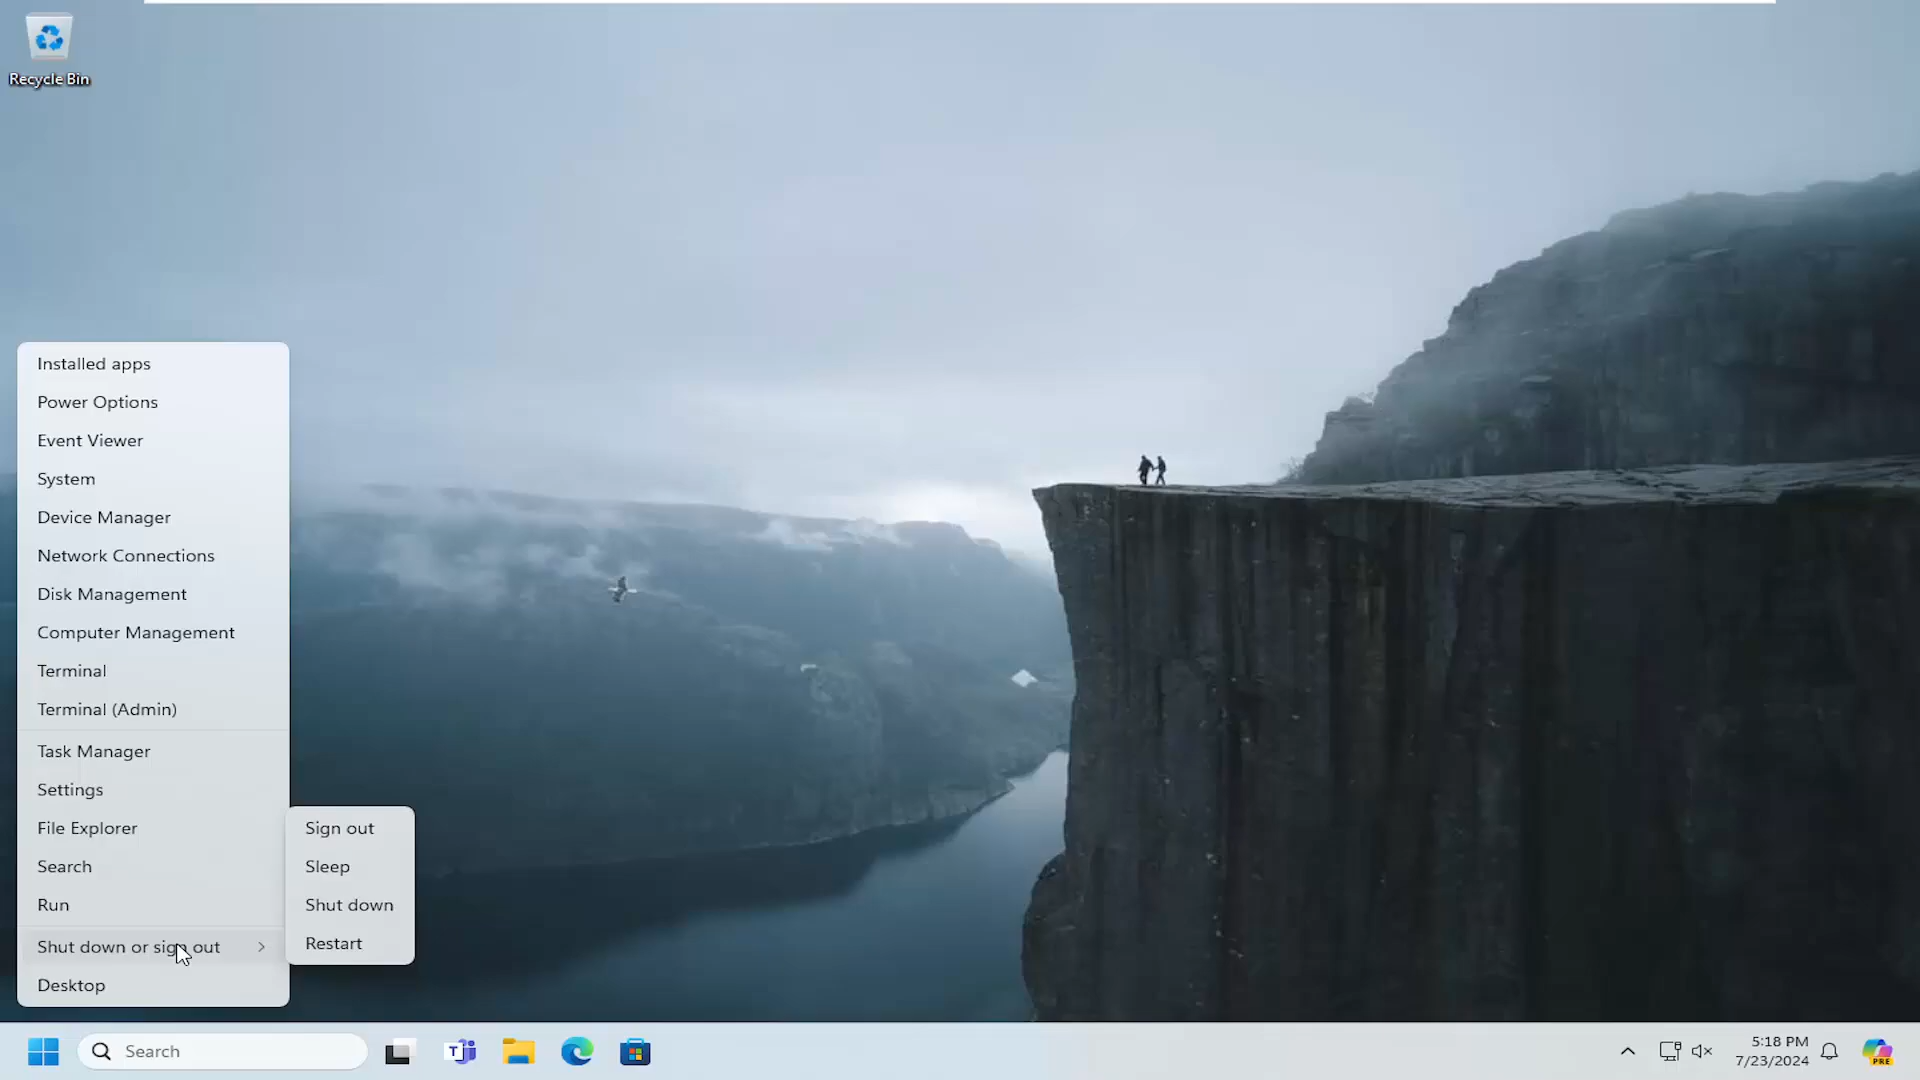 Recycle Bin
Installed apps
Power Options
Event Viewer
System
Device Manager
Network Connections
Disk Management
Computer Management
Terminal
Terminal (Admin)
Task Manager
Settings
File Explorer
Search
Run
Shut down or sign out
Desktop
Sign out
Sleep
Shut down
Restart
Search
T
5:18 PM
7/23/2024
PRE